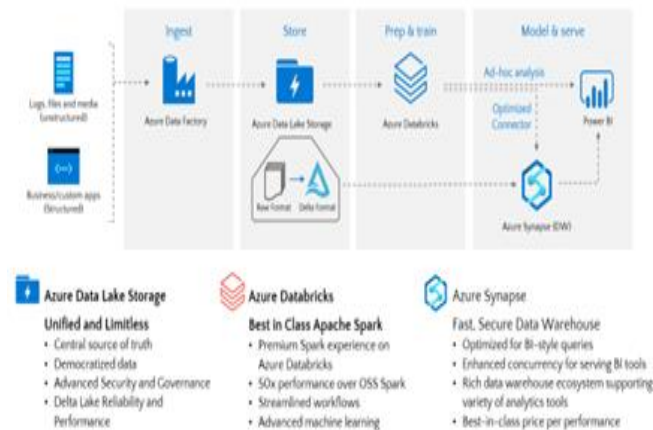 Ingest
Store
Prep & train
Model & serve
Logs, files and media
(unstructured)
Azure Data Factory
Azure Data Lake Storage
Azure Databricks
Ad-hoc analysis
Optimized
Connector
Power BI
Business/custom apps
(Structured)
Raw Format
Delta Format
Azure Synapse (DW)
Azure Data Lake Storage
Unified and Limitless
• Central source of truth
• Democratized data
• Advanced Security and Governance
• Delta Lake Reliability and
Performance
Azure Databricks
Best in Class Apache Spark
• Premium Spark experience on
Azure Databricks
• 50x performance over OSS Spark
• Streamlined workflows
• Advanced machine learning
Azure Synapse
Fast, Secure Data Warehouse
• Optimized for BI-style queries
• Enhanced concurrency for serving BI tools
• Rich data warehouse ecosystem supporting
variety of analytics tools
• Best-in-class price per performance